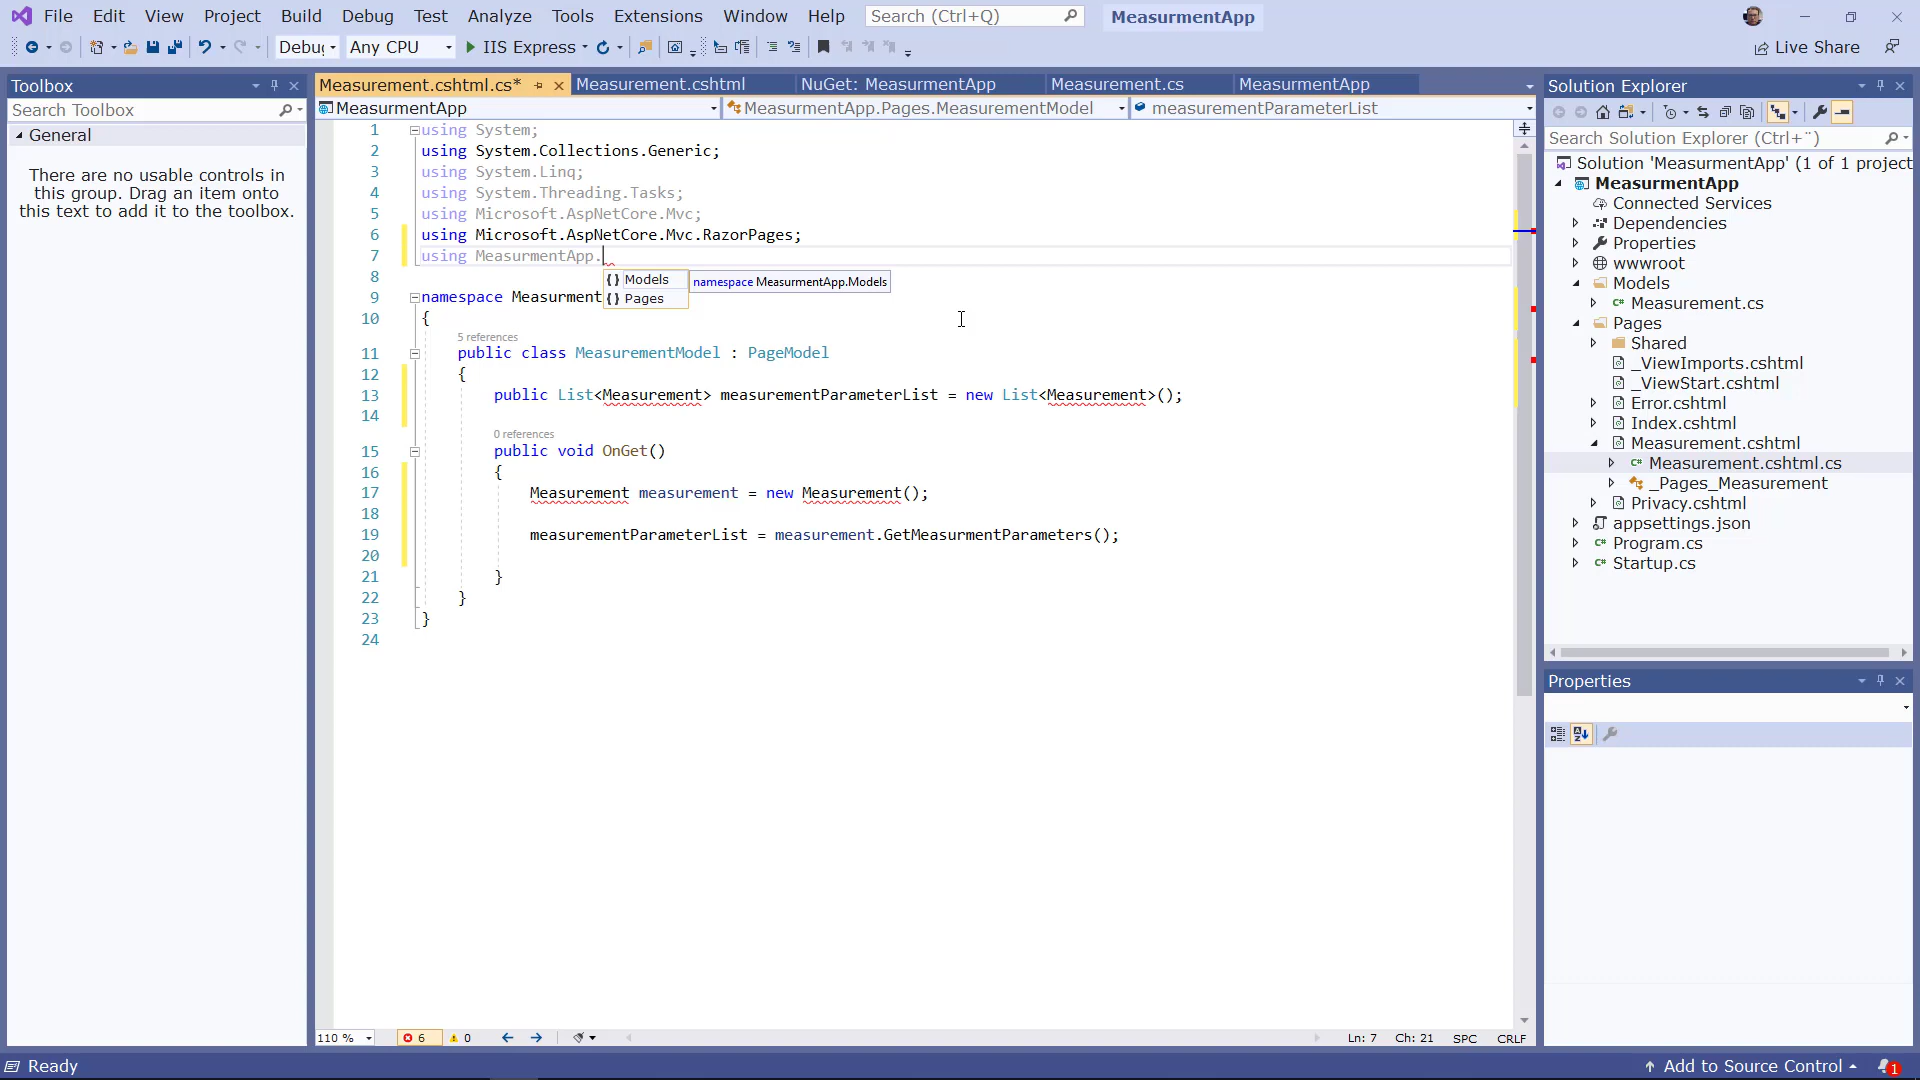 File Edit View Project Build Debug Test Analyze Tools Extensions Window Help Search (Ctrl+Q) MeasurmentApp
Debug Any CPU IIS Express Live Share
Toolbox
Search Toolbox
General
There are no usable controls in
this group. Drag an item onto
this text to add it to the toolbox.
Measurement.cshtml.cs* Measurement.cshtml NuGet: MeasurmentApp Measurement.cs MeasurmentApp
MeasurmentApp MeasurmentApp.Pages.MeasurementModel measurementParameterList
1 using System;
2 using System.Collections.Generic;
3 using System.Linq;
4 using System.Threading.Tasks;
5 using Microsoft.AspNetCore.Mvc;
6 using Microsoft.AspNetCore.Mvc.RazorPages;
7 using MeasurmentApp.
8
{} Models namespace MeasurmentApp.Models
{} Pages
9 namespace Measurment
10 {
5 references
11 public class MeasurementModel : PageModel
12 {
13 public List<Measurement> measurementParameterList = new List<Measurement>();
14
0 references
15 public void OnGet()
16 {
17 Measurement measurement = new Measurement();
18
19 measurementParameterList = measurement.GetMeasurmentParameters();
20
21 }
22 }
23 }
24
110 % 6 0 Ln: 7 Ch: 21 SPC CRLF
Solution Explorer
Search Solution Explorer (Ctrl+¨)
Solution 'MeasurmentApp' (1 of 1 project
MeasurmentApp
Connected Services
Dependencies
Properties
wwwroot
Models
C# Measurement.cs
Pages
Shared
_ViewImports.cshtml
_ViewStart.cshtml
Error.cshtml
Index.cshtml
Measurement.cshtml
C# Measurement.cshtml.cs
_Pages_Measurement
Privacy.cshtml
appsettings.json
C# Program.cs
C# Startup.cs
Properties
Ready Add to Source Control 1